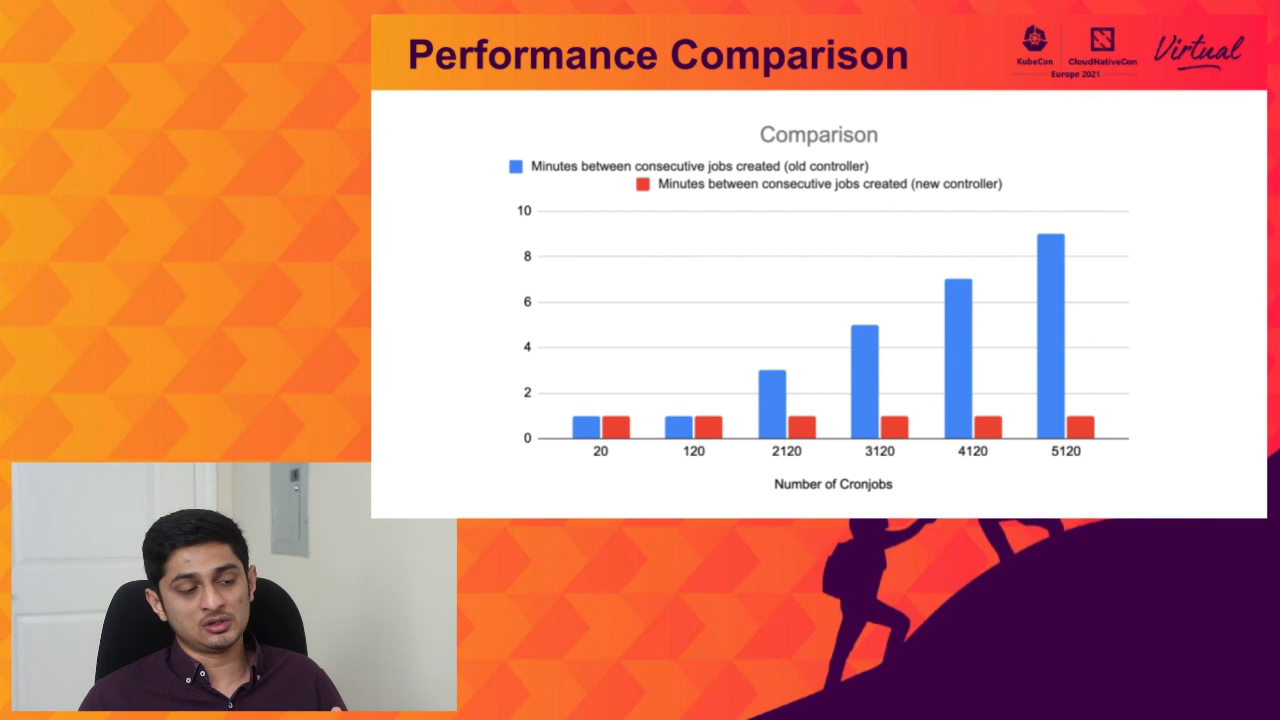 Performance Comparison
KubeCon
CloudNativeCon
Europe 2021
Virtual
Comparison
Minutes between consecutive jobs created (old controller)
Minutes between consecutive jobs created (new controller)
10
8
6
4
2
0
20 120 2120 3120 4120 5120
Number of Cronjobs